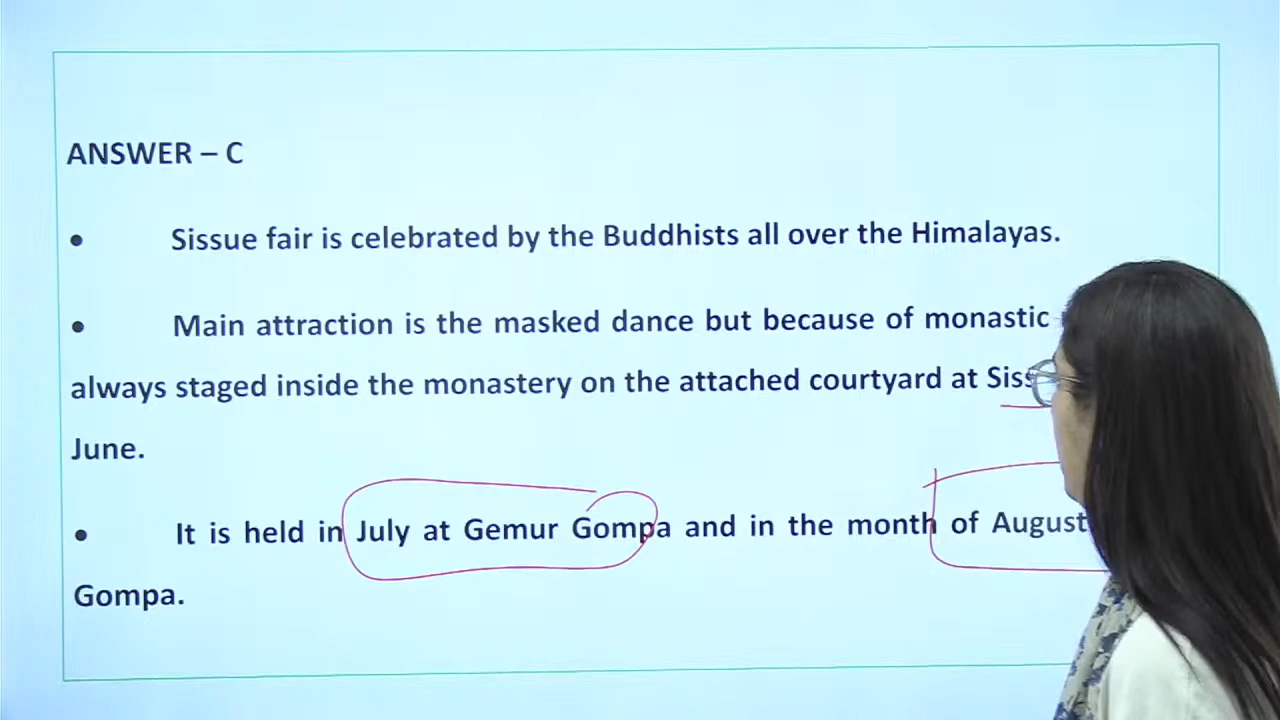 ANSWER – C
• Sissue fair is celebrated by the Buddhists all over the Himalayas.
• Main attraction is the masked dance but because of monastic
always staged inside the monastery on the attached courtyard at
June.
• It is held in July at Gemur Gompa and in the month of August
Gompa.